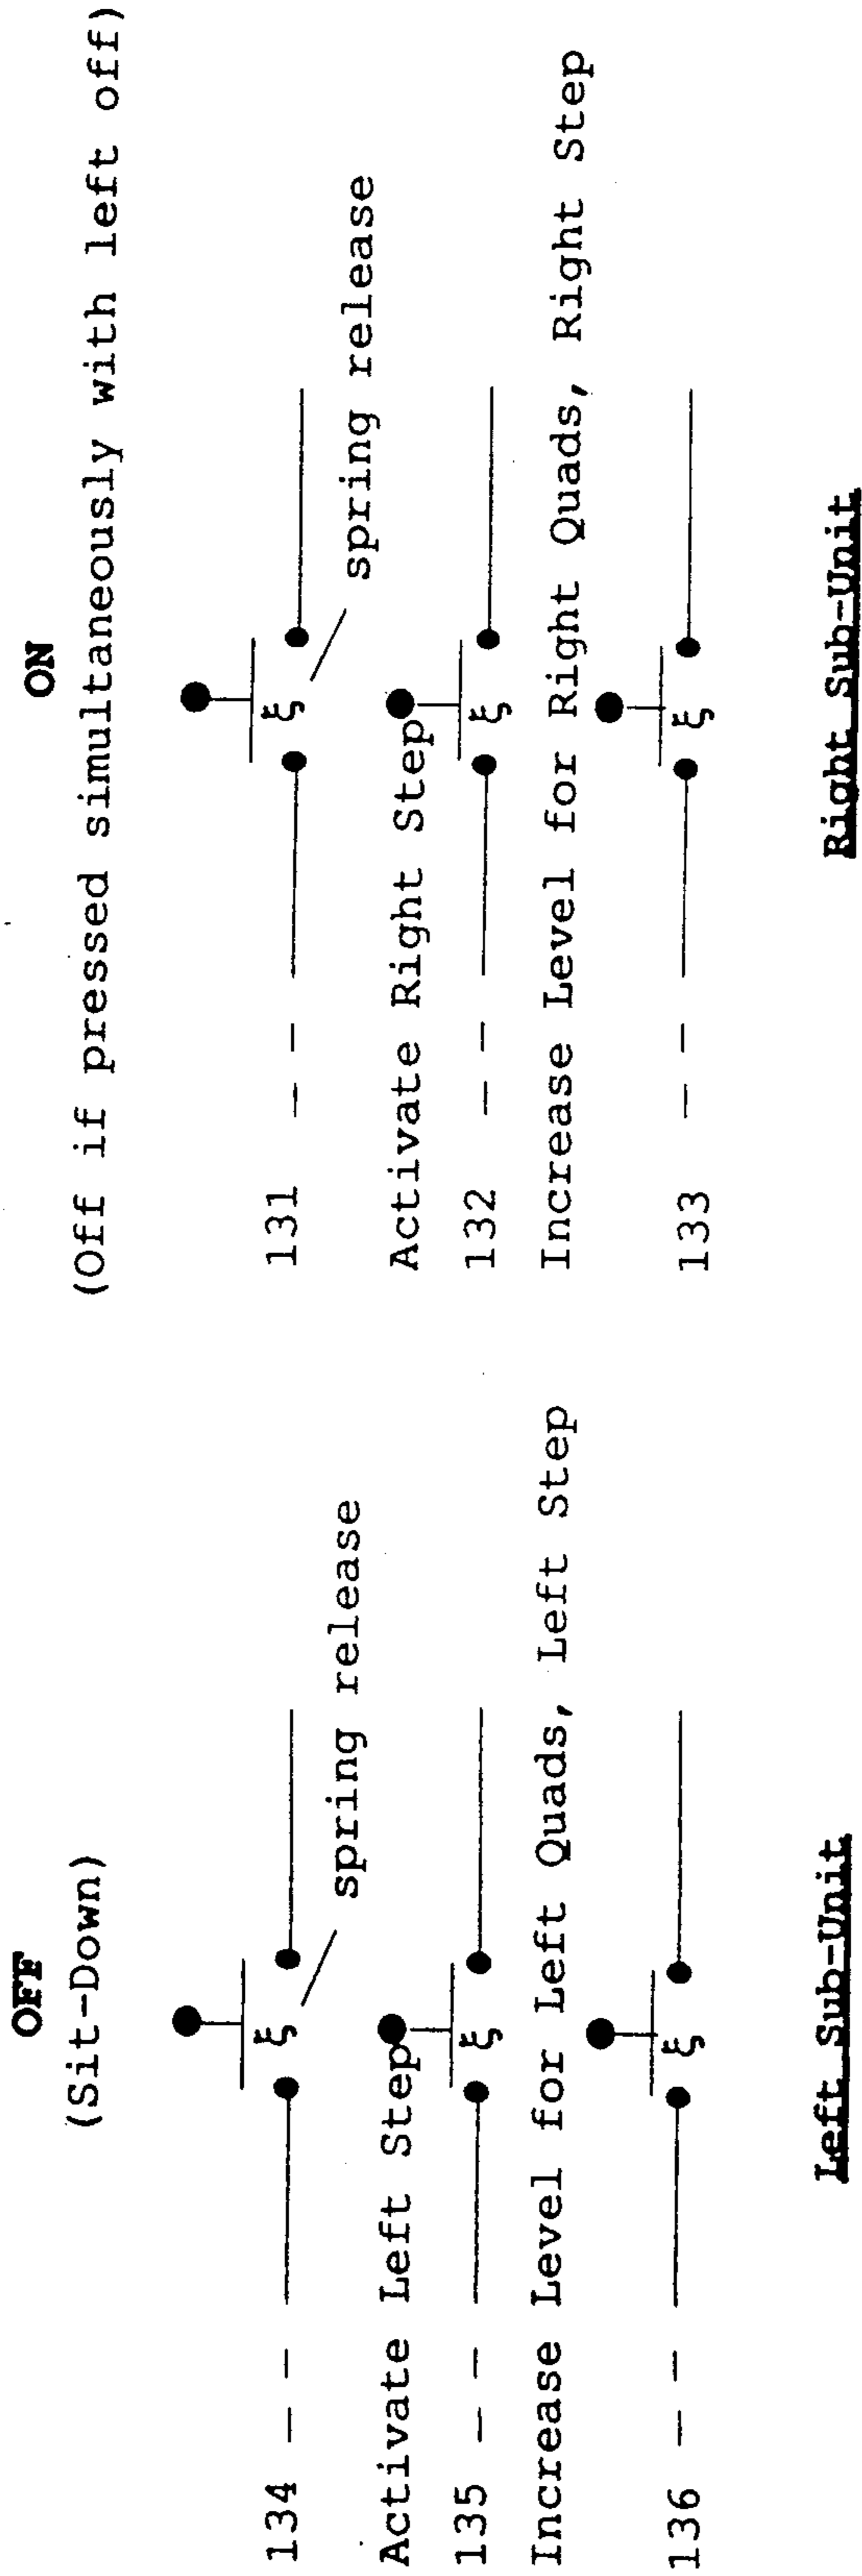 OFF
(Sit-Down)
134
spring release
Activate Left Step
135
Increase Level for Left Quads, Left Step
136
Left Sub-Unit
ON
(Off if pressed simultaneously with left off)
131
spring release
Activate Right Step
132
Increase Level for Right Quads, Right Step
133
Right Sub-Unit